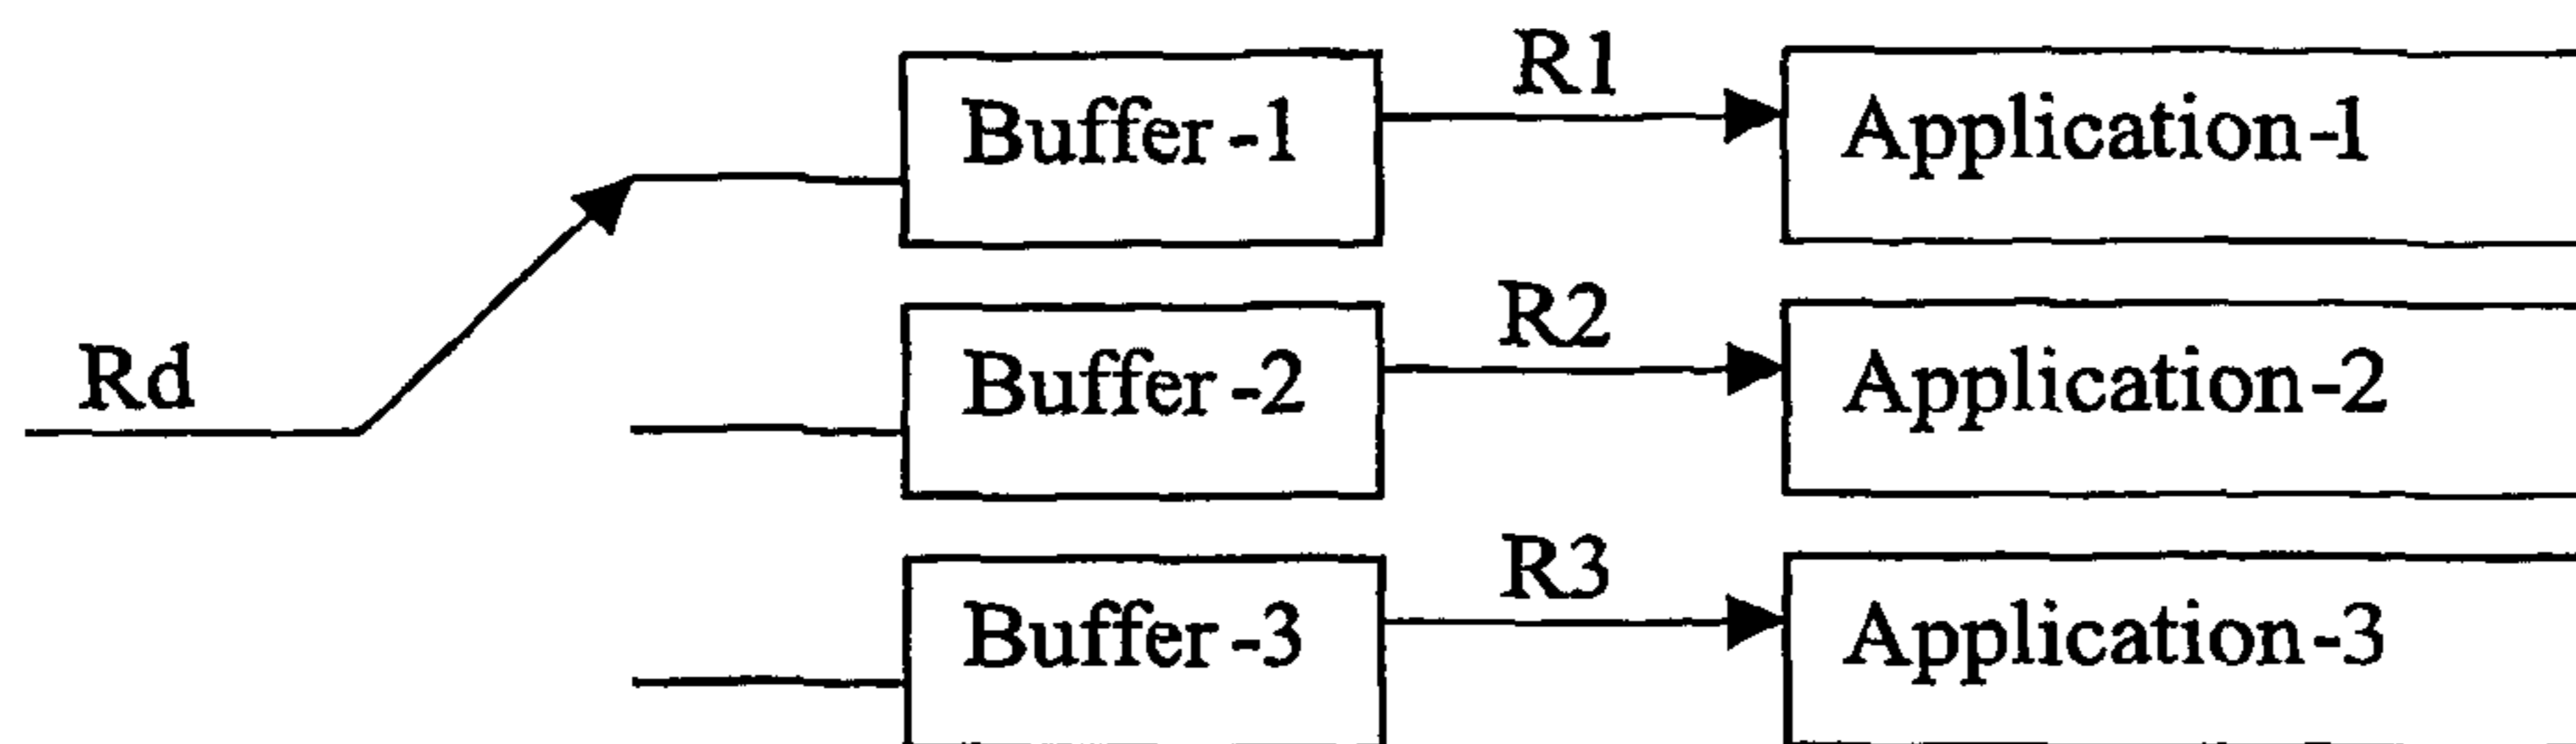 R1
Buffer-1 Application-1
R2
Rd Buffer-2 Application-2
R3
Buffer-3 Application-3